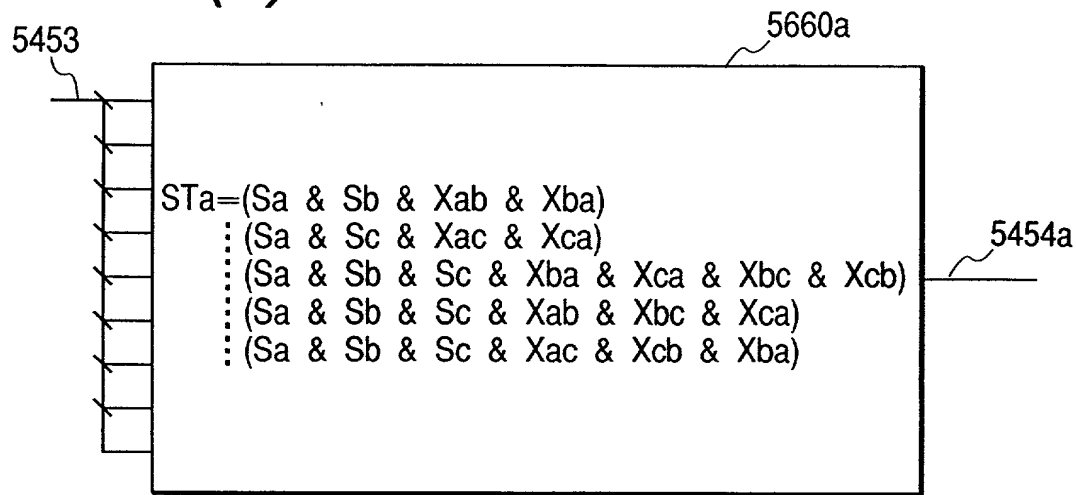 5453
5660a
STa=(Sa & Sb & Xab & Xba)
┆(Sa & Sc & Xac & Xca)
┆(Sa & Sb & Sc & Xba & Xca & Xbc & Xcb)
┆(Sa & Sb & Sc & Xab & Xbc & Xca)
┆(Sa & Sb & Sc & Xac & Xcb & Xba)
5454a